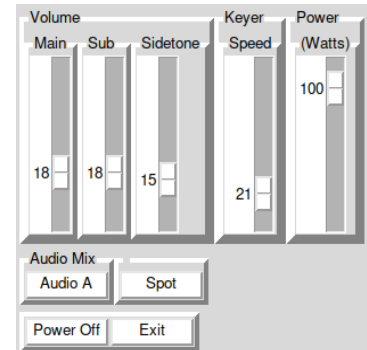 Volume Keyer Power
Main Sub Sidetone Speed (Watts)
100
18 18 15
21
Audio Mix
Audio A Spot
Power Off Exit